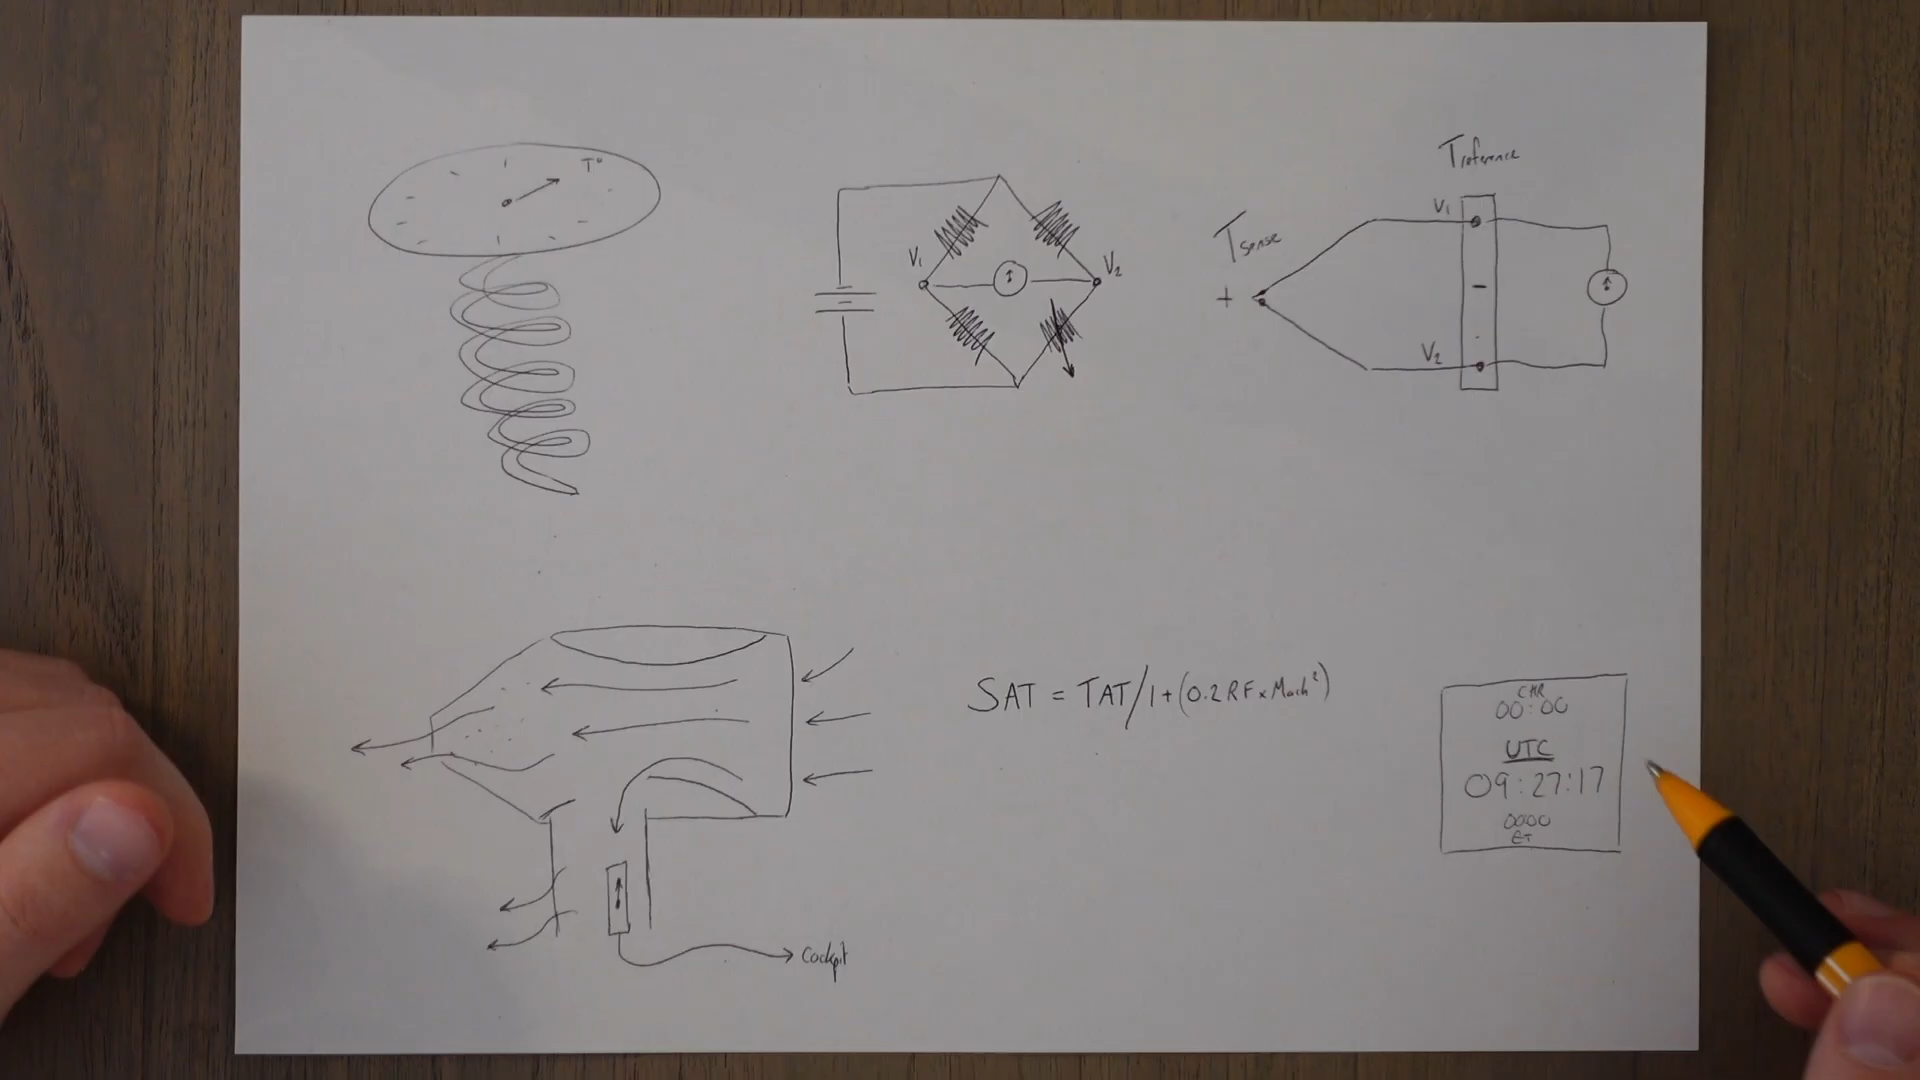 T°
V1
V2
Treference
Tsense
V1
+
-
V2
SAT = TAT/1+(0.2RF×Mach²)
CHR
00:00
UTC
09:27:17
0000
ET
Cockpit